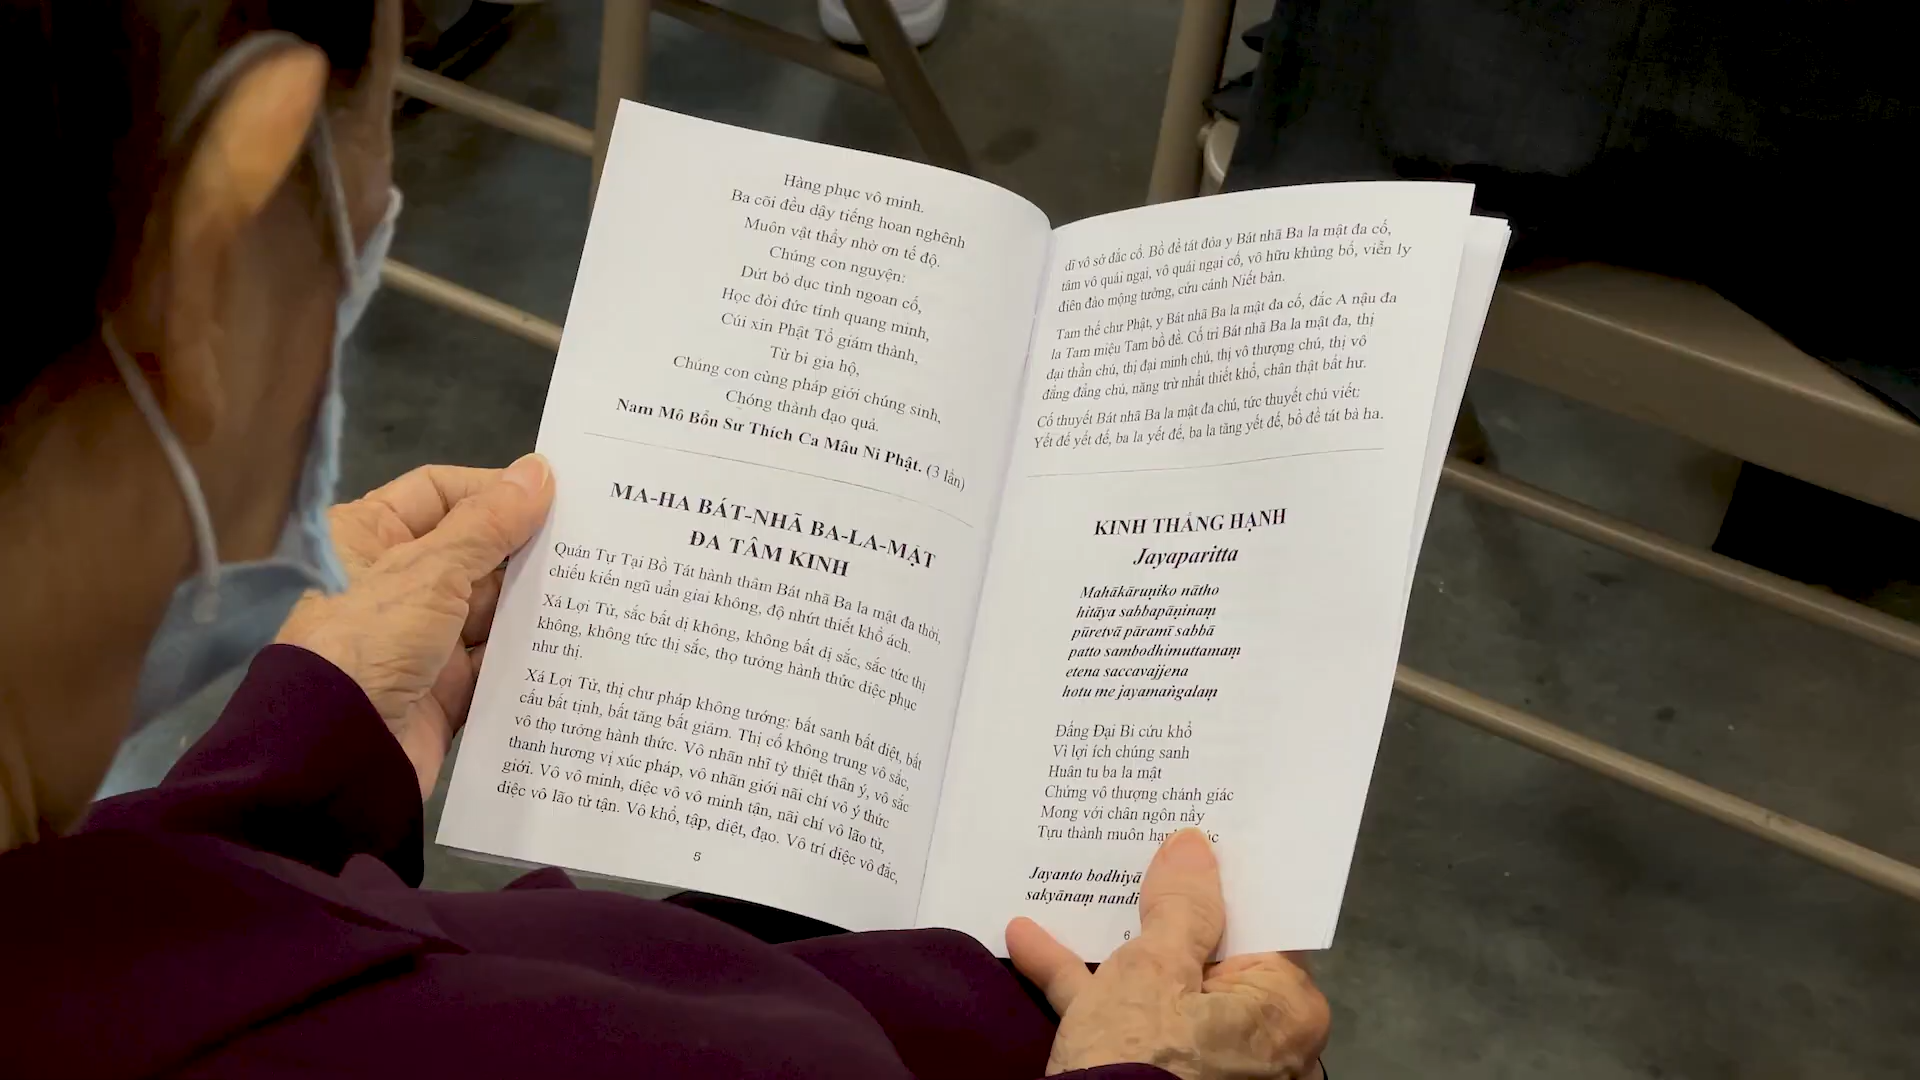 Hàng phục vô minh.
Ba cõi đều dậy tiếng hoan nghênh
Muôn vật thẩy nhờ ơn tế độ.
Chúng con nguyện:
Dứt bỏ dục tình ngoan cố,
Học đòi đức tính quang minh,
Cúi xin Phật Tổ giám thành,
Từ bi gia hộ,
Chúng con cùng pháp giới chúng sinh,
Chóng thành đạo quả.
Nam Mô Bổn Sư Thích Ca Mâu Ni Phật. (3 lần)
MA-HA BÁT-NHÃ BA-LA-MẬT
ĐA TÂM KINH
Quán Tự Tại Bồ Tát hành thâm Bát nhã Ba la mật đa thời,
chiếu kiến ngũ uẩn giai không, độ nhứt thiết khổ ách.
Xá Lợi Tử, sắc bất dị không, không bất dị sắc, sắc tức thị
không, không tức thị sắc, thọ tưởng hành thức diệc phục
như thị.
Xá Lợi Tử, thị chư pháp không tướng: bất sanh bất diệt, bất
cấu bất tịnh, bất tăng bất giảm. Thị cố không trung vô sắc,
vô thọ tưởng hành thức. Vô nhãn nhĩ tỷ thiệt thân ý, vô sắc
thanh hương vị xúc pháp, vô nhãn giới nãi chí vô ý thức
giới. Vô vô minh, diệc vô vô minh tận, nãi chí vô lão tử,
diệc vô lão tử tận. Vô khổ, tập, diệt, đạo. Vô trí diệc vô đắc,
5
dĩ vô sở đắc cố. Bồ đề tát đỏa y Bát nhã Ba la mật đa cố,
tâm vô quái ngại, vô quái ngại cố, vô hữu khủng bố, viễn ly
điên đảo mộng tưởng, cứu cánh Niết bàn.
Tam thế chư Phật, y Bát nhã Ba la mật đa cố, đắc A nậu đa
la Tam miệu Tam bồ đề. Cố tri Bát nhã Ba la mật đa, thị
đại thần chú, thị đại minh chú, thị vô thượng chú, thị vô
đẳng đẳng chú, năng trừ nhất thiết khổ, chân thật bất hư.
Cố thuyết Bát nhã Ba la mật đa chú, tức thuyết chú viết:
Yết đế yết đế, ba la yết đế, ba la tăng yết đế, bồ đề tát bà ha.
KINH THẮNG HẠNH
Jayaparitta
Mahākāruṇiko nātho
hitāya sabbapāṇinaṃ
pūretvā pāramī sabbā
patto sambodhimuttamaṃ
etena saccavajjena
hotu me jayamaṅgalaṃ
Đấng Đại Bi cứu khổ
Vì lợi ích chúng sanh
Huân tu ba la mật
Chứng vô thượng chánh giác
Mong với chân ngôn nầy
Tựu thành muôn
Jayanto bodhiyā
sakyānaṃ nandi
6